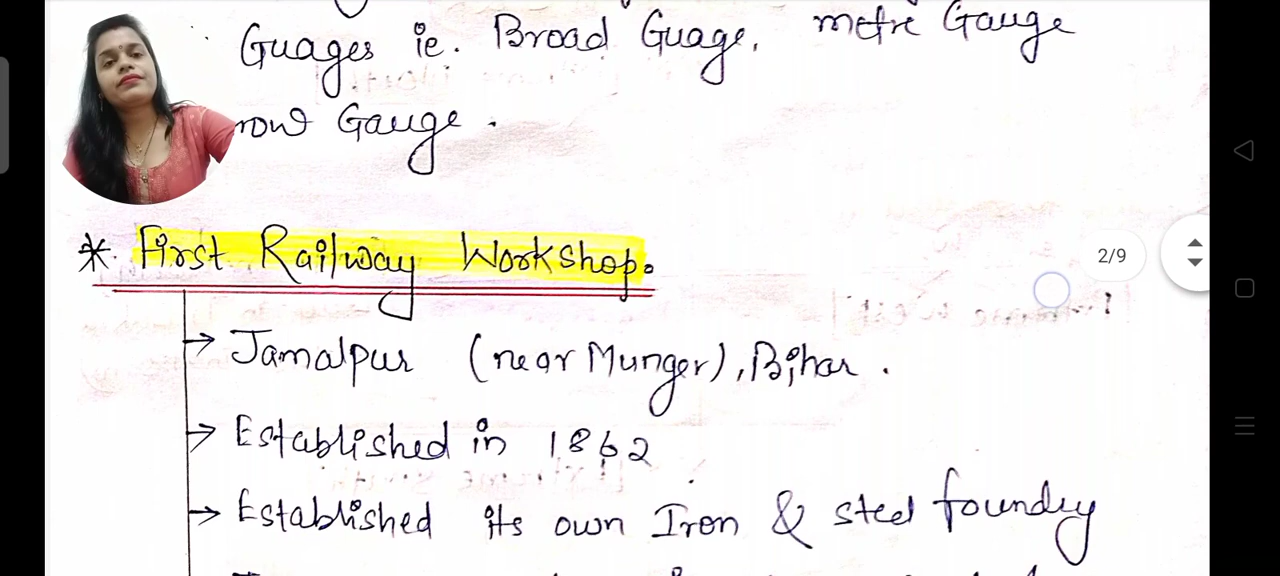 Guages ie. Broad Guage, metre Gauge
row Gauge.
* First Railway Workshop.
→ Jamalpur (near Munger), Bihar.
→ Established in 1862
→ Established its own Iron & steel foundry
2/9